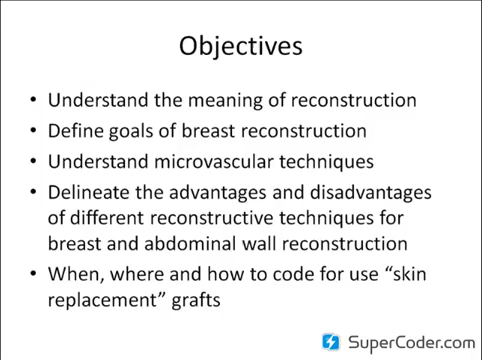 Objectives
• Understand the meaning of reconstruction
• Define goals of breast reconstruction
• Understand microvascular techniques
• Delineate the advantages and disadvantages
of different reconstructive techniques for
breast and abdominal wall reconstruction
• When, where and how to code for use “skin
replacement” grafts
SuperCoder.com